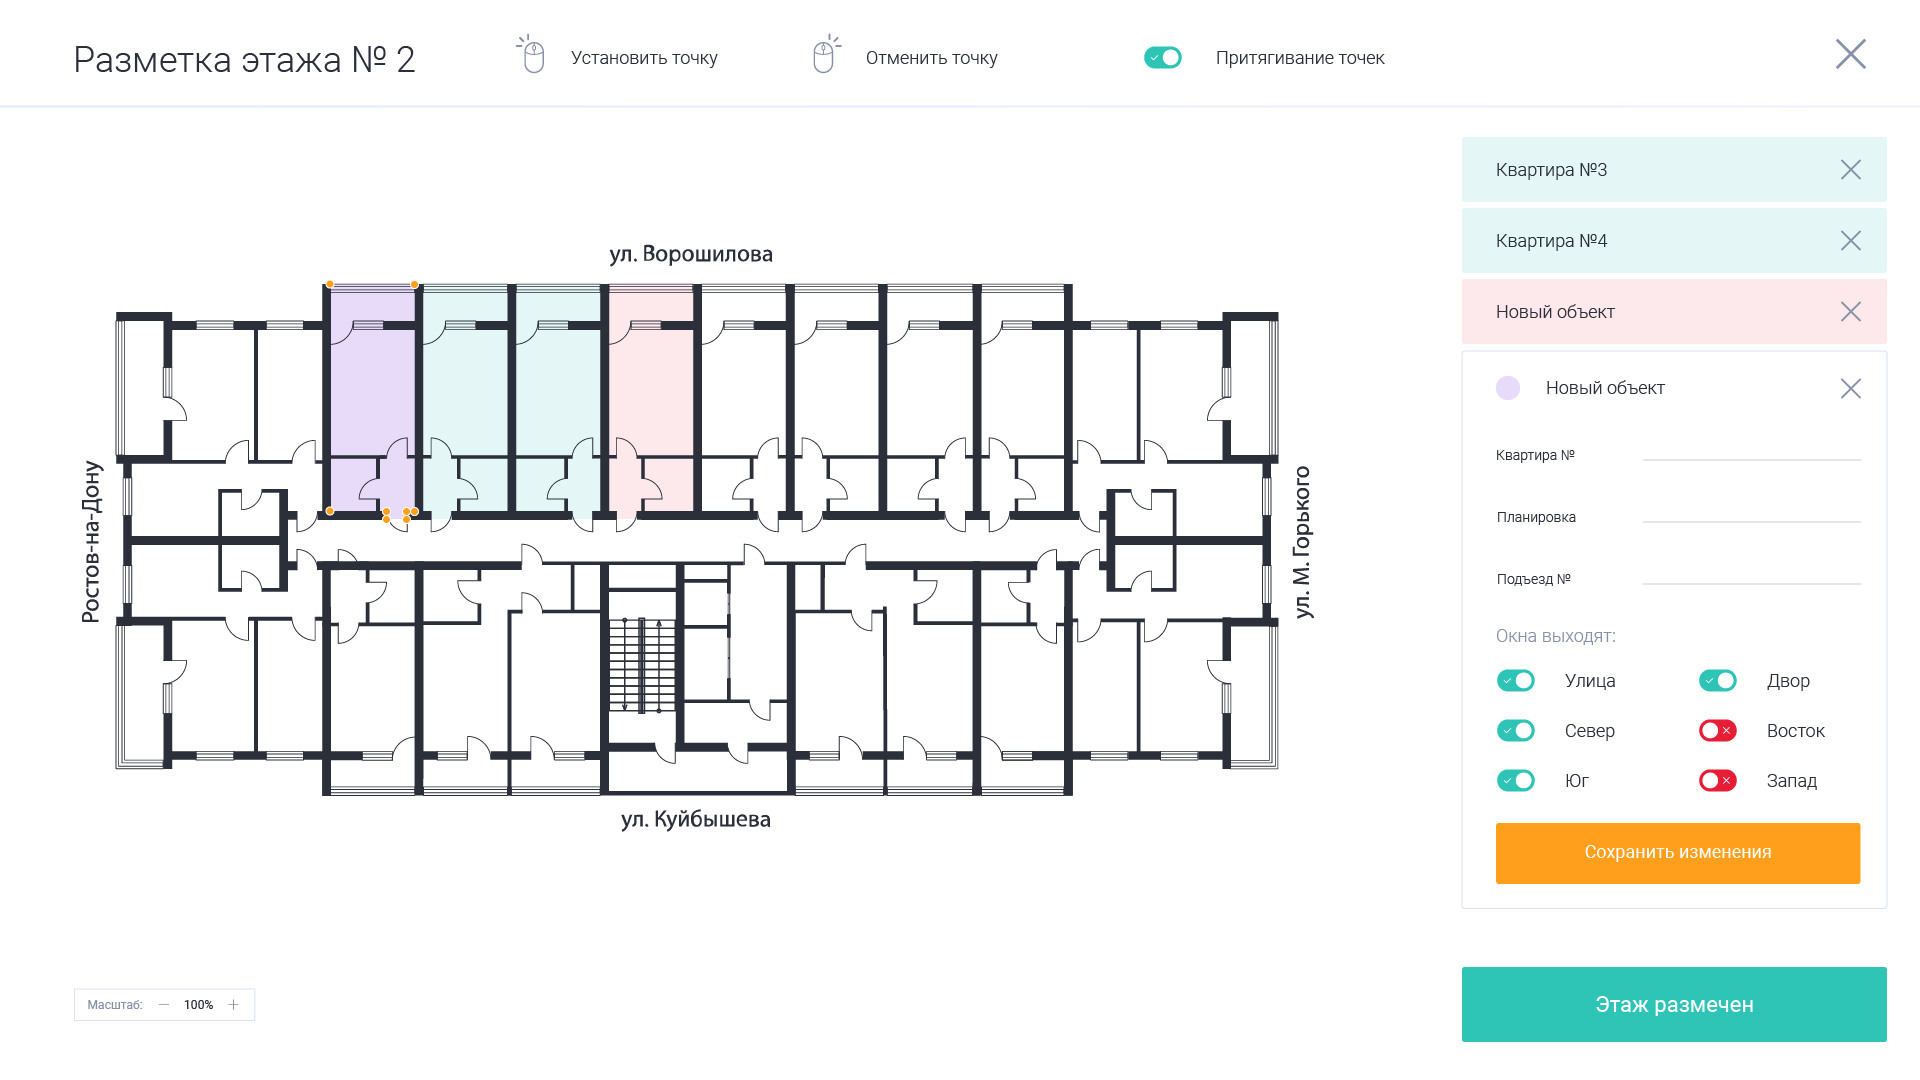 Разметка этажа № 2
Установить точку
Отменить точку
Притягивание точек
Квартира №3
Квартира №4
Новый объект
Новый объект
Квартира №
Планировка
Подъезд №
Окна выходят:
Улица
Двор
Север
Восток
Юг
Запад
Сохранить изменения
Этаж размечен
ул. Ворошилова
Ростов-на-Дону
ул. М. Горького
ул. Куйбышева
Масштаб: — 100% +